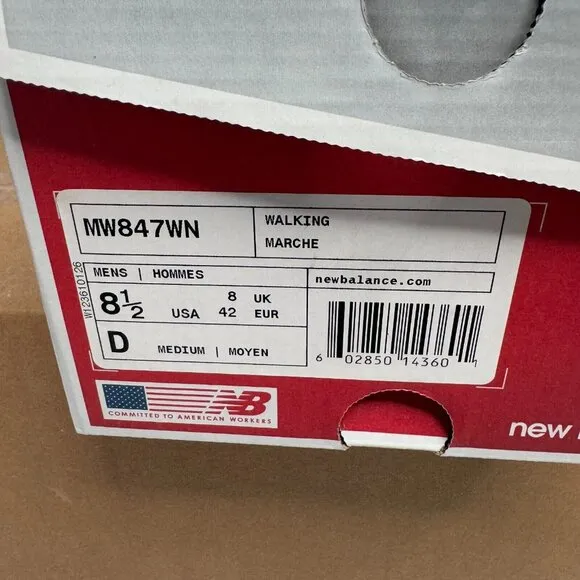 MW847WN
WALKING
MARCHE
MENS | HOMMES
newbalance.com
8½ USA
8 UK
42 EUR
D MEDIUM | MOYEN
6 02850 14360 1
W123610126
NB
COMMITTED TO AMERICAN WORKERS
new